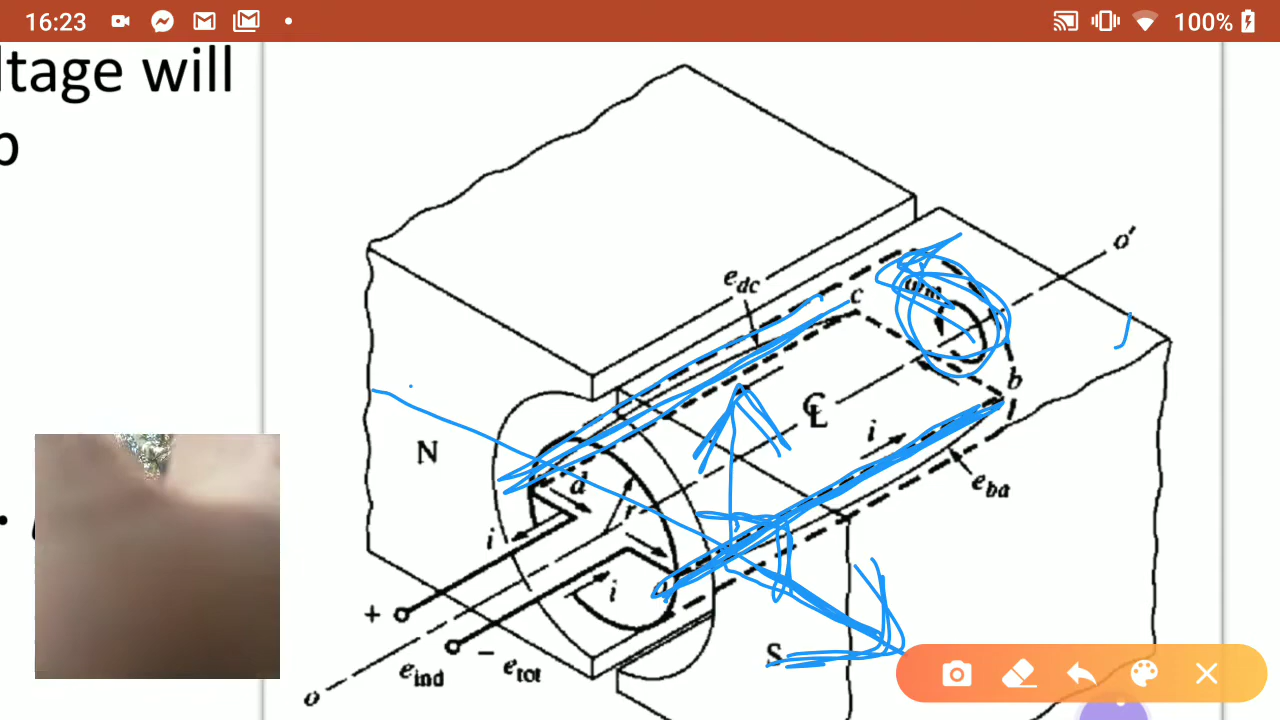 16:23
100%
ltage will
o'
e_dc
c
b
N
℄
i
e_ba
d
r
i
i
+
−
S
e_ind
e_tot
o